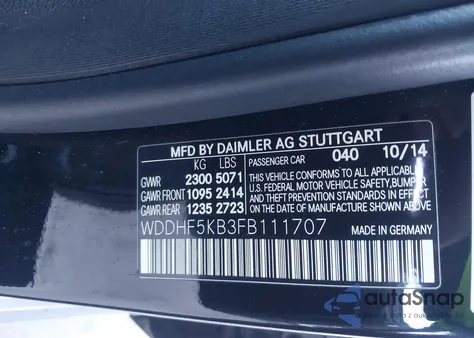 MFD BY DAIMLER AG STUTTGART
KG LBS PASSENGER CAR 040 10/14
GVWR 2300 5071 THIS VEHICLE CONFORMS TO ALL APPLICABLE
GAWR FRONT 1095 2414 U.S. FEDERAL MOTOR VEHICLE SAFETY, BUMPER
GAWR REAR 1235 2723 AND THEFT PREVENTION STANDARDS IN EFFECT
ON THE DATE OF MANUFACTURE SHOWN ABOVE.
WDDHF5KB3FB111707 MADE IN GERMANY
autoSnap